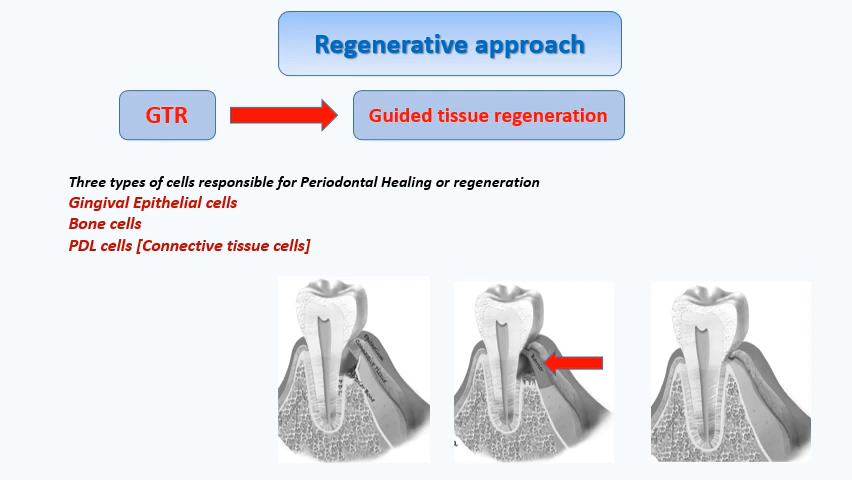 Regenerative approach
GTR
Guided tissue regeneration
Three types of cells responsible for Periodontal Healing or regeneration
Gingival Epithelial cells
Bone cells
PDL cells [Connective tissue cells]